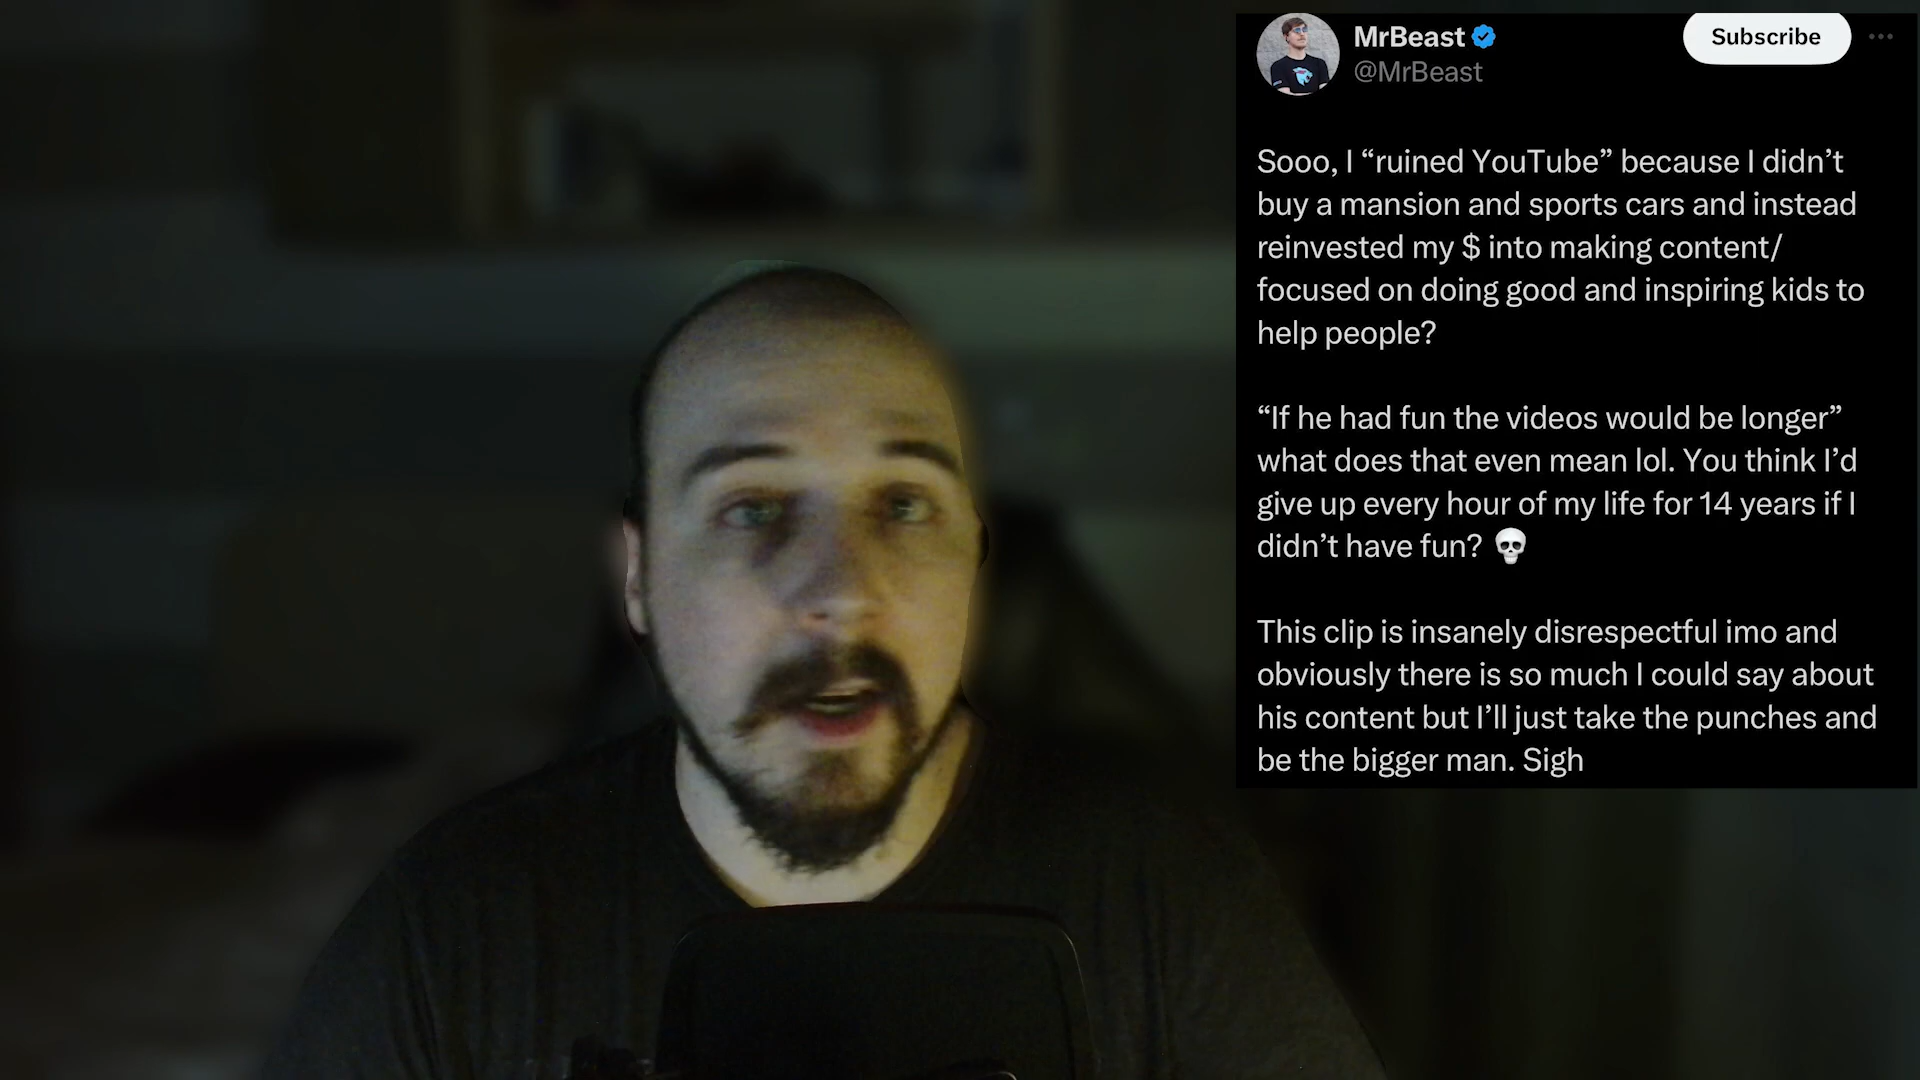 MrBeast
@MrBeast
Subscribe
Sooo, I “ruined YouTube” because I didn’t
buy a mansion and sports cars and instead
reinvested my $ into making content/
focused on doing good and inspiring kids to
help people?
“If he had fun the videos would be longer”
what does that even mean lol. You think I’d
give up every hour of my life for 14 years if I
didn’t have fun? 💀
This clip is insanely disrespectful imo and
obviously there is so much I could say about
his content but I’ll just take the punches and
be the bigger man. Sigh